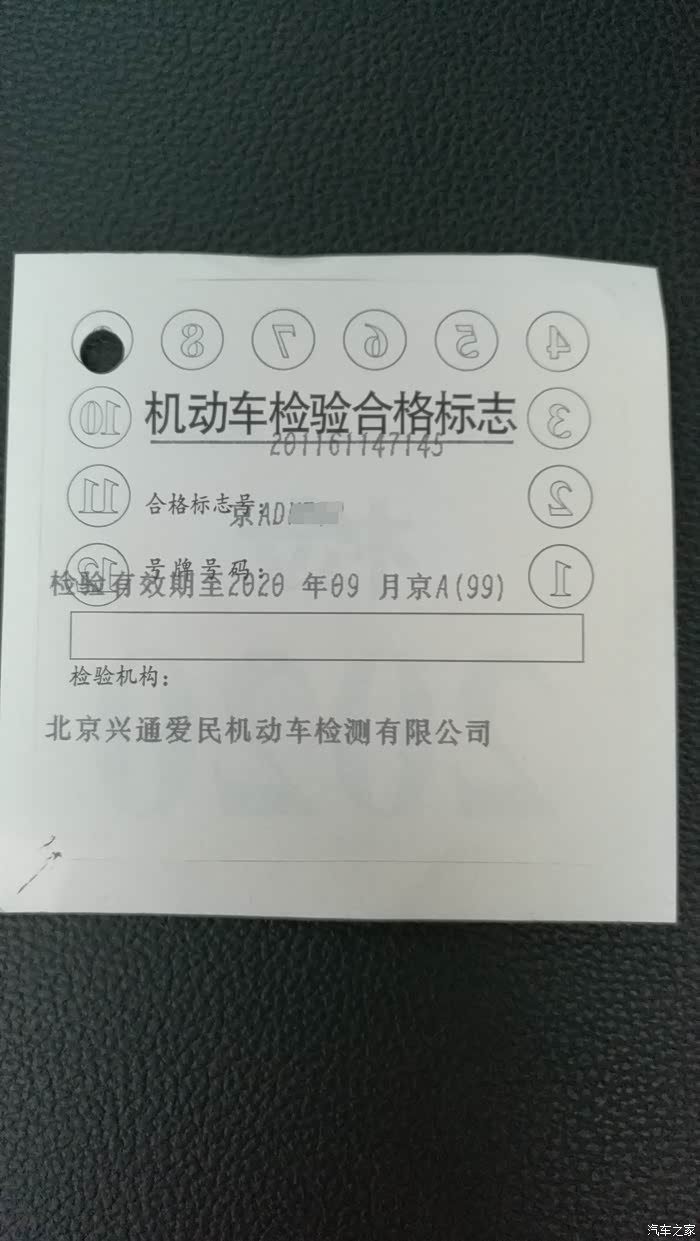 8 7 6 5 4
10 机动车检验合格标志 3
201161147145
11 合格标志号： 2
京AD
号牌号码： 1
12
检验有效期至2020 年09 月京A(99)
检验机构：
北京兴通爱民机动车检测有限公司
2020
汽车之家